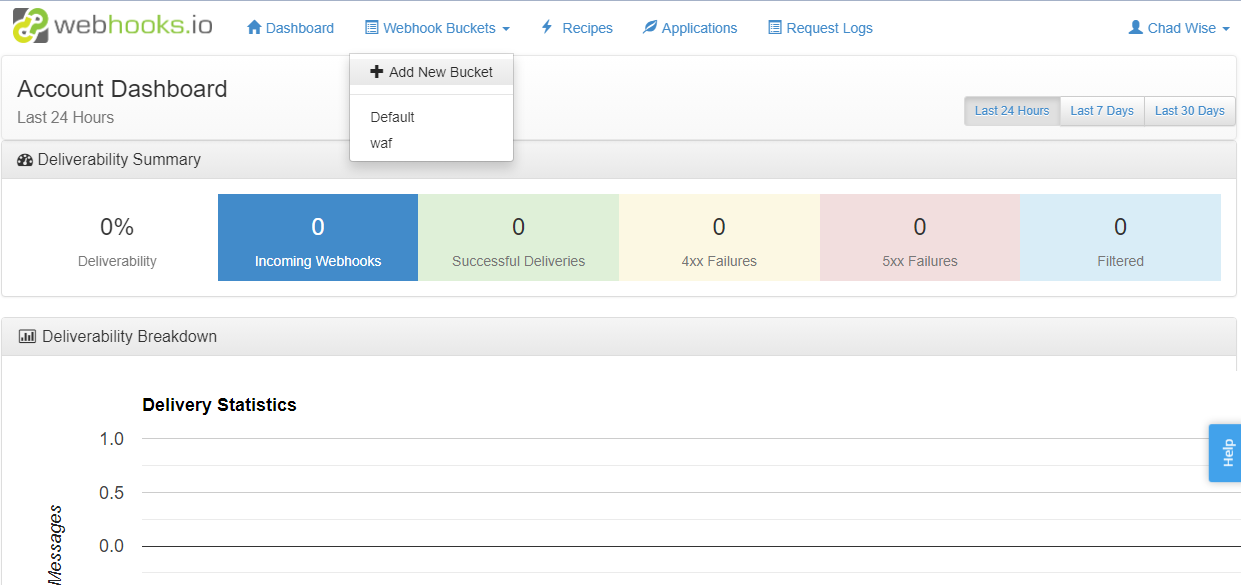 webhooks.io Dashboard Webhook Buckets Recipes Applications Request Logs Chad Wise
Add New Bucket
Default
waf
Account Dashboard
Last 24 Hours
Last 24 Hours Last 7 Days Last 30 Days
Deliverability Summary
0% 0 0 0 0 0
Deliverability Incoming Webhooks Successful Deliveries 4xx Failures 5xx Failures Filtered
Deliverability Breakdown
Delivery Statistics
1.0
0.5
0.0
Messages
Help